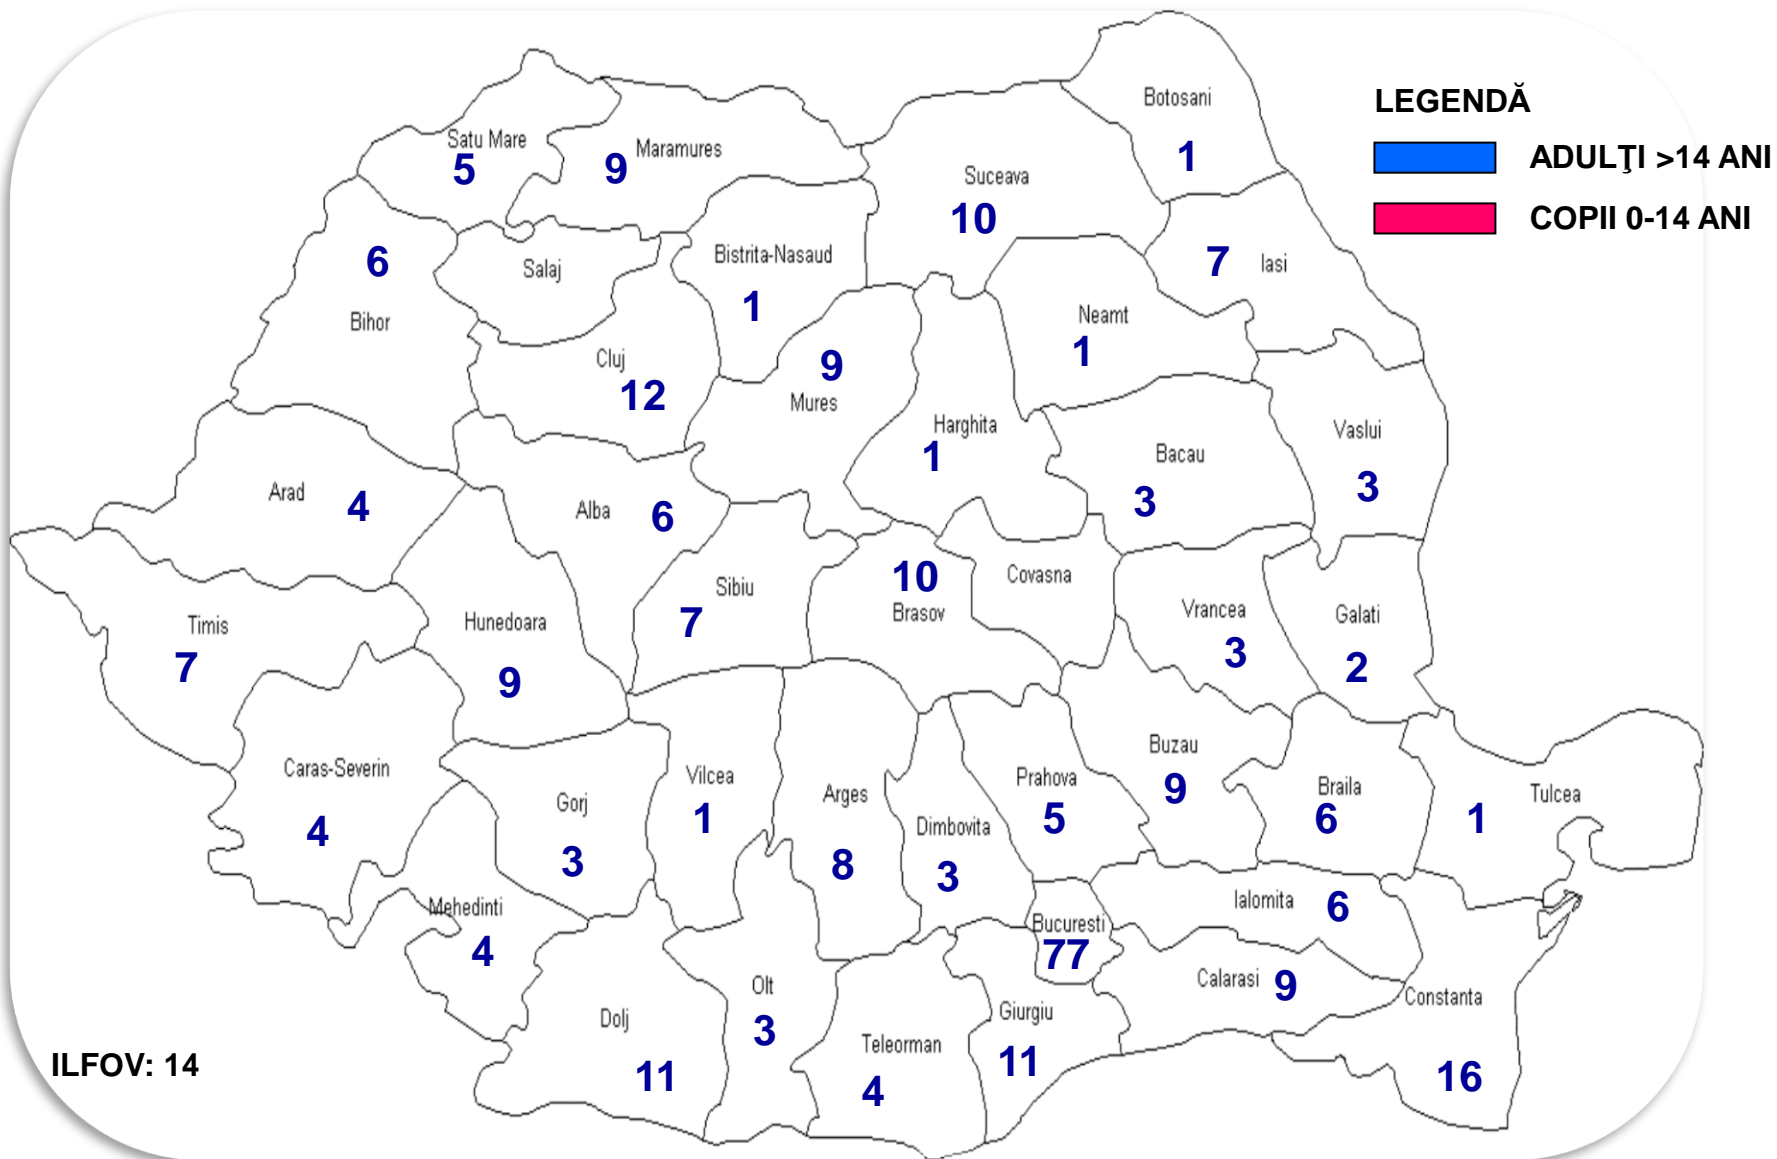 LEGENDĂ
ADULŢI >14 ANI
COPII 0-14 ANI
Botosani
1
Satu Mare
5
Maramures
9
Suceava
10
Iasi
7
Bihor
6
Salaj
Bistrita-Nasaud
1
Neamt
1
Cluj
12
Mures
9
Harghita
1
Bacau
3
Vaslui
3
Arad
4
Alba
6
Sibiu
7
Brasov
10
Covasna
Vrancea
3
Galati
2
Timis
7
Hunedoara
9
Caras-Severin
4
Gorj
3
Vilcea
1
Arges
8
Dimbovita
3
Prahova
5
Buzau
9
Braila
6
Tulcea
1
Mehedinti
4
Bucuresti
77
Ialomita
6
Calarasi
9
Constanta
16
Dolj
11
Olt
3
Teleorman
4
Giurgiu
11
ILFOV: 14